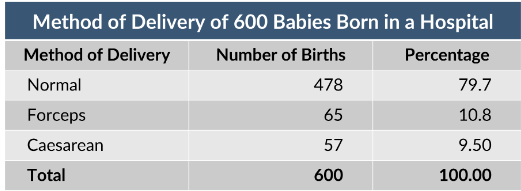 Method of Delivery of 600 Babies Born in a Hospital
Method of Delivery Number of Births Percentage
Normal 478 79.7
Forceps 65 10.8
Caesarean 57 9.50
Total 600 100.00